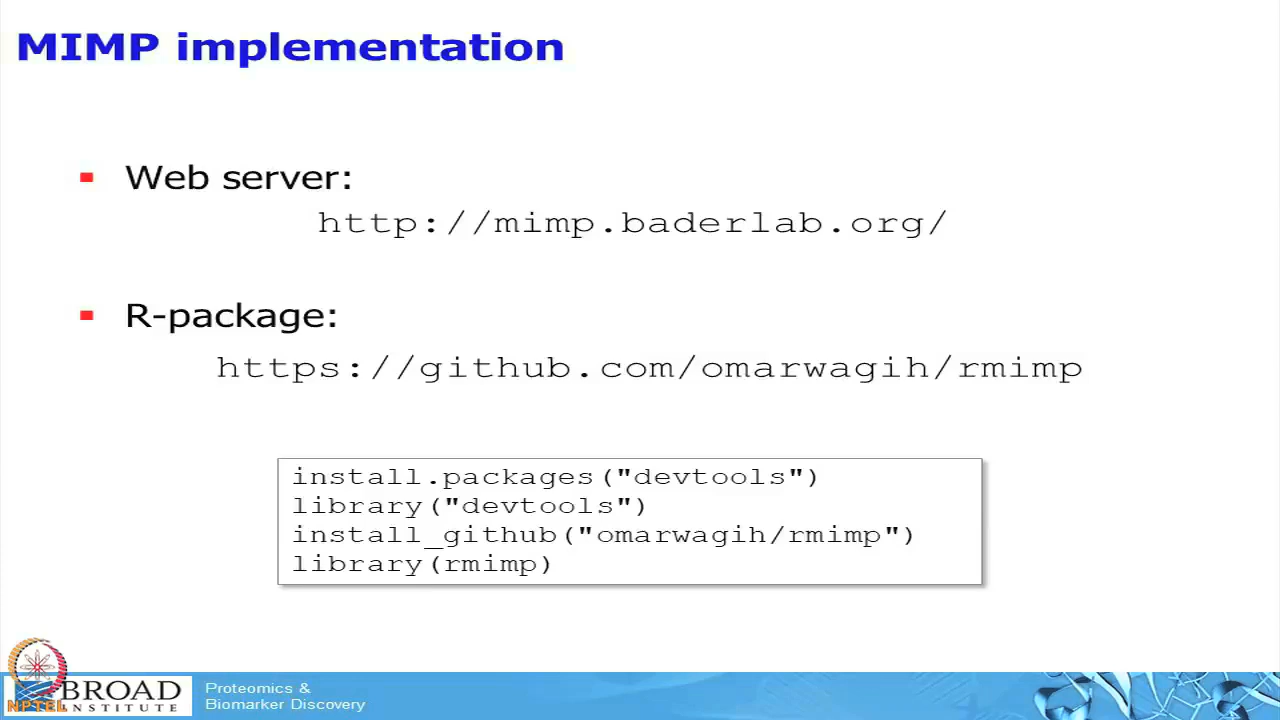 MIMP implementation
Web server:
http://mimp.baderlab.org/
R-package:
https://github.com/omarwagih/rmimp
install.packages("devtools")
library("devtools")
install_github("omarwagih/rmimp")
library(rmimp)
BROAD
INSTITUTE
NPTEL
Proteomics &
Biomarker Discovery